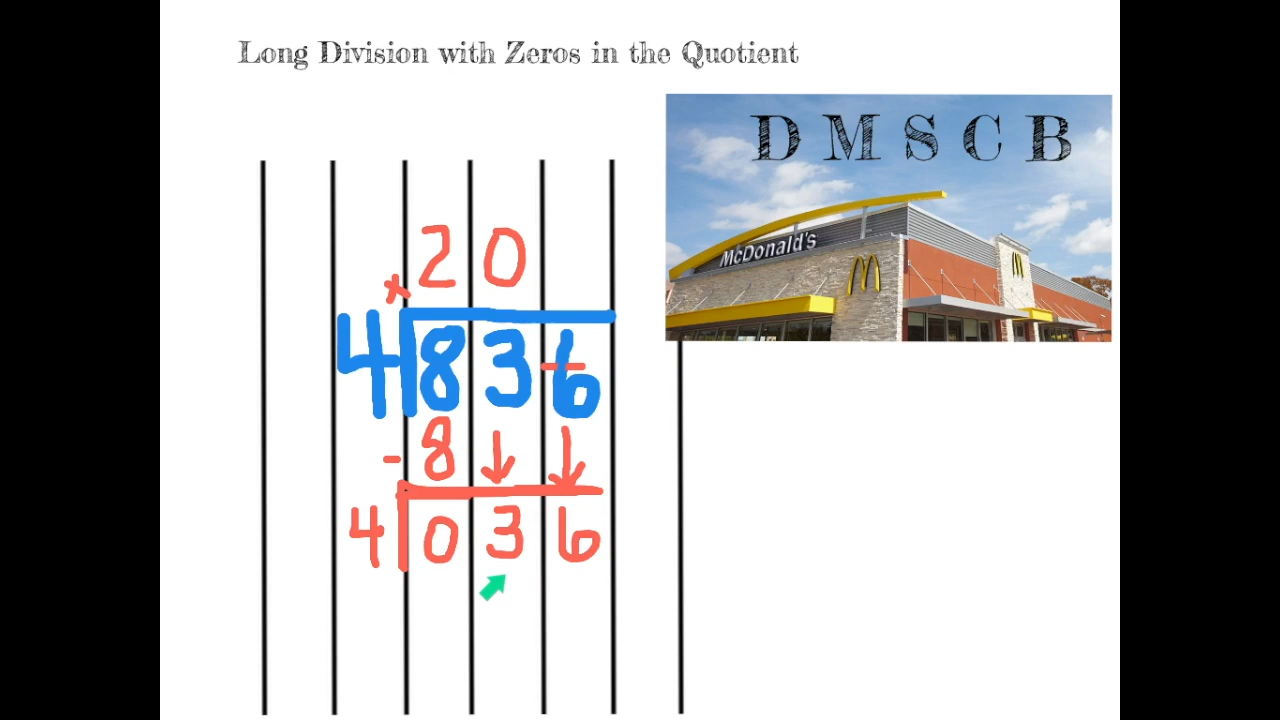 Long Division with Zeros in the Quotient
D M S C B
McDonald's
20
×
4 836
- 8
4 036